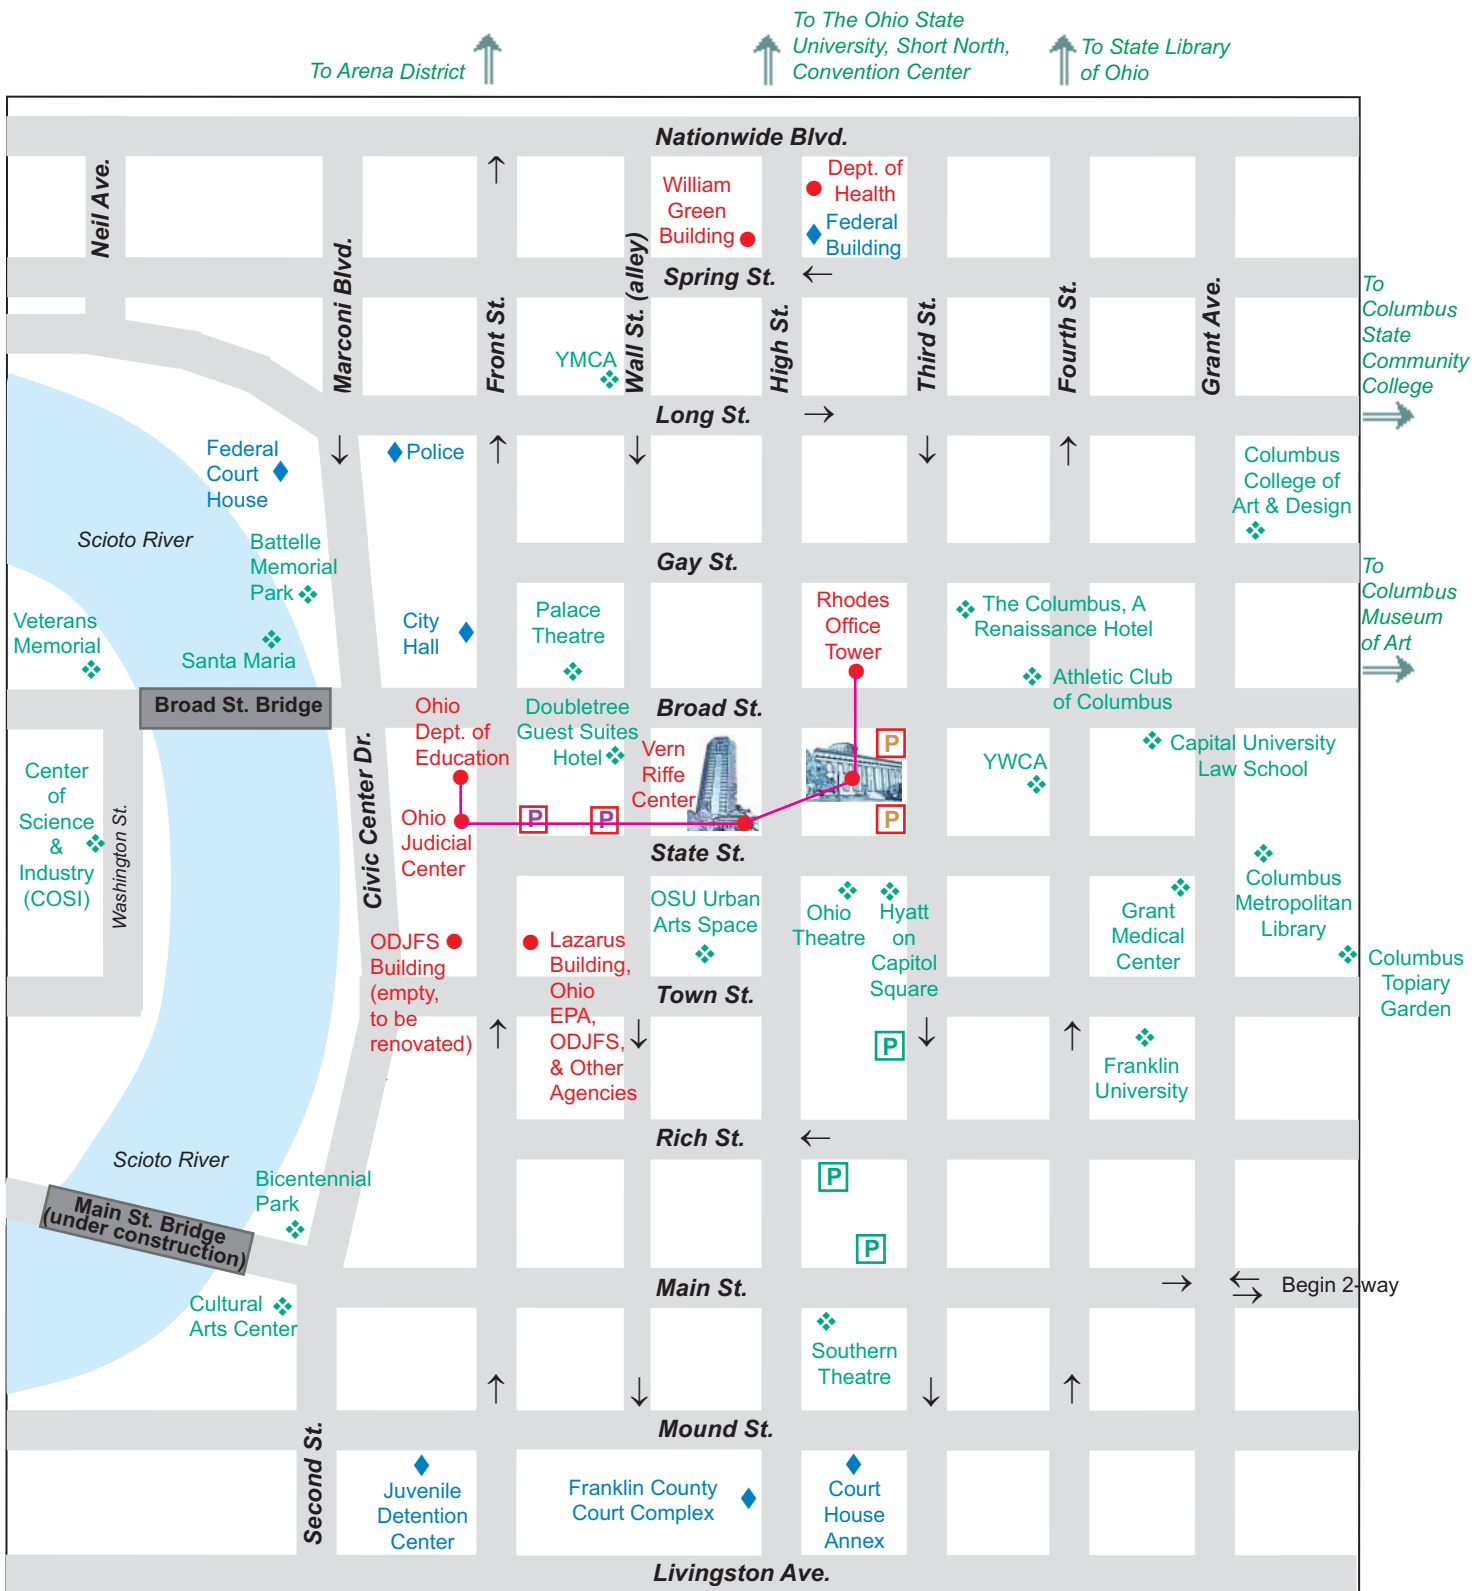 To Arena District
To The Ohio State
University, Short North,
Convention Center
To State Library
of Ohio
Nationwide Blvd.
Neil Ave.
William
Green
Building
Dept. of
Health
Federal
Building
Marconi Blvd.
Front St.
Wall St. (alley)
Spring St.
High St.
Third St.
Fourth St.
Grant Ave.
To
Columbus
State
Community
College
YMCA
Long St.
Federal
Court
House
Police
Columbus
College of
Art & Design
Scioto River
Battelle
Memorial
Park
Gay St.
To
Columbus
Museum
of Art
Veterans
Memorial
Santa Maria
City
Hall
Palace
Theatre
Rhodes
Office
Tower
The Columbus, A
Renaissance Hotel
Athletic Club
of Columbus
Broad St. Bridge
Ohio
Dept. of
Education
Doubletree
Guest Suites
Hotel
Broad St.
Vern
Riffe
Center
P
YWCA
Capital University
Law School
Center
of
Science
&
Industry
(COSI)
Washington St.
Civic Center Dr.
Ohio
Judicial
Center
P
P
P
State St.
OSU Urban
Arts Space
Ohio
Theatre
Hyatt
on
Capitol
Square
Grant
Medical
Center
Columbus
Metropolitan
Library
Columbus
Topiary
Garden
ODJFS
Building
(empty,
to be
renovated)
Lazarus
Building,
Ohio
EPA,
ODJFS,
& Other
Agencies
Town St.
P
Franklin
University
Rich St.
Scioto River
Bicentennial
Park
P
Main St. Bridge
(under construction)
P
Main St.
Begin 2-way
Cultural
Arts Center
Southern
Theatre
Mound St.
Second St.
Juvenile
Detention
Center
Franklin County
Court Complex
Court
House
Annex
Livingston Ave.